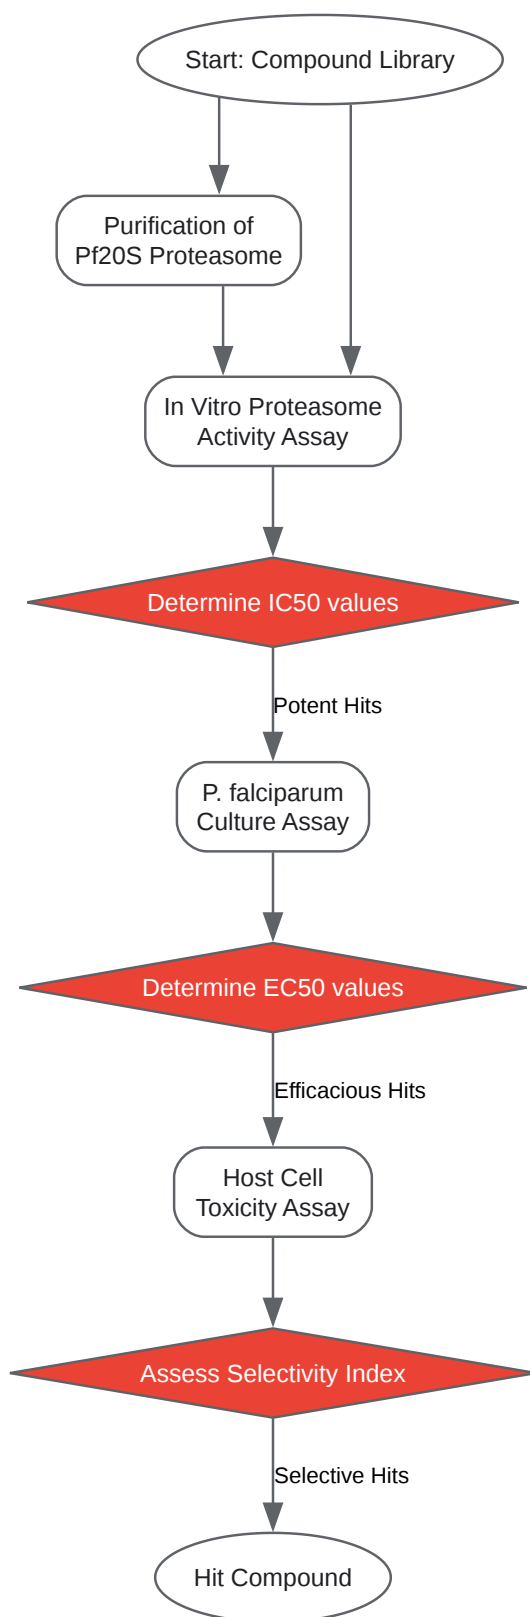 Start: Compound Library
Purification of
Pf20S Proteasome
In Vitro Proteasome
Activity Assay
Determine IC50 values
Potent Hits
P. falciparum
Culture Assay
Determine EC50 values
Efficacious Hits
Host Cell
Toxicity Assay
Assess Selectivity Index
Selective Hits
Hit Compound